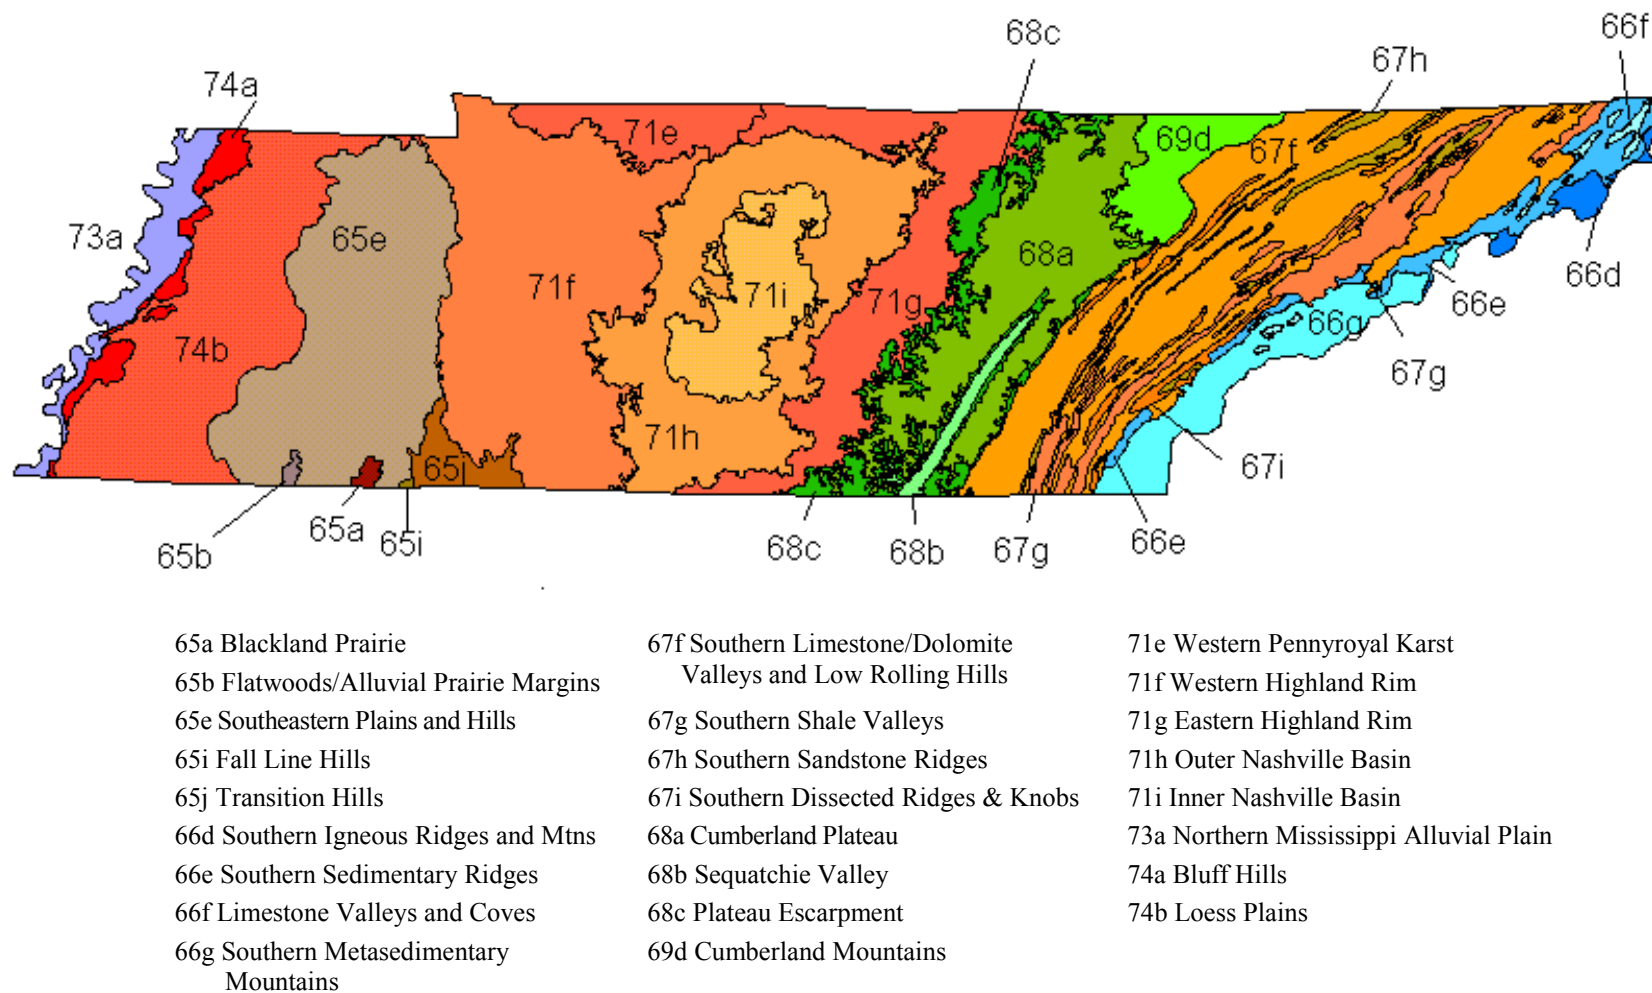 66f
68c
67h
74a
71e
69d
67f
65e
73a
68a
71f
71i
71g
66d
66e
66g
74b
67g
71h
65j
67i
65a
65i
65b
68c
68b
67g
66e
65a Blackland Prairie
65b Flatwoods/Alluvial Prairie Margins
65e Southeastern Plains and Hills
65i Fall Line Hills
65j Transition Hills
66d Southern Igneous Ridges and Mtns
66e Southern Sedimentary Ridges
66f Limestone Valleys and Coves
66g Southern Metasedimentary
Mountains
67f Southern Limestone/Dolomite
Valleys and Low Rolling Hills
67g Southern Shale Valleys
67h Southern Sandstone Ridges
67i Southern Dissected Ridges & Knobs
68a Cumberland Plateau
68b Sequatchie Valley
68c Plateau Escarpment
69d Cumberland Mountains
71e Western Pennyroyal Karst
71f Western Highland Rim
71g Eastern Highland Rim
71h Outer Nashville Basin
71i Inner Nashville Basin
73a Northern Mississippi Alluvial Plain
74a Bluff Hills
74b Loess Plains